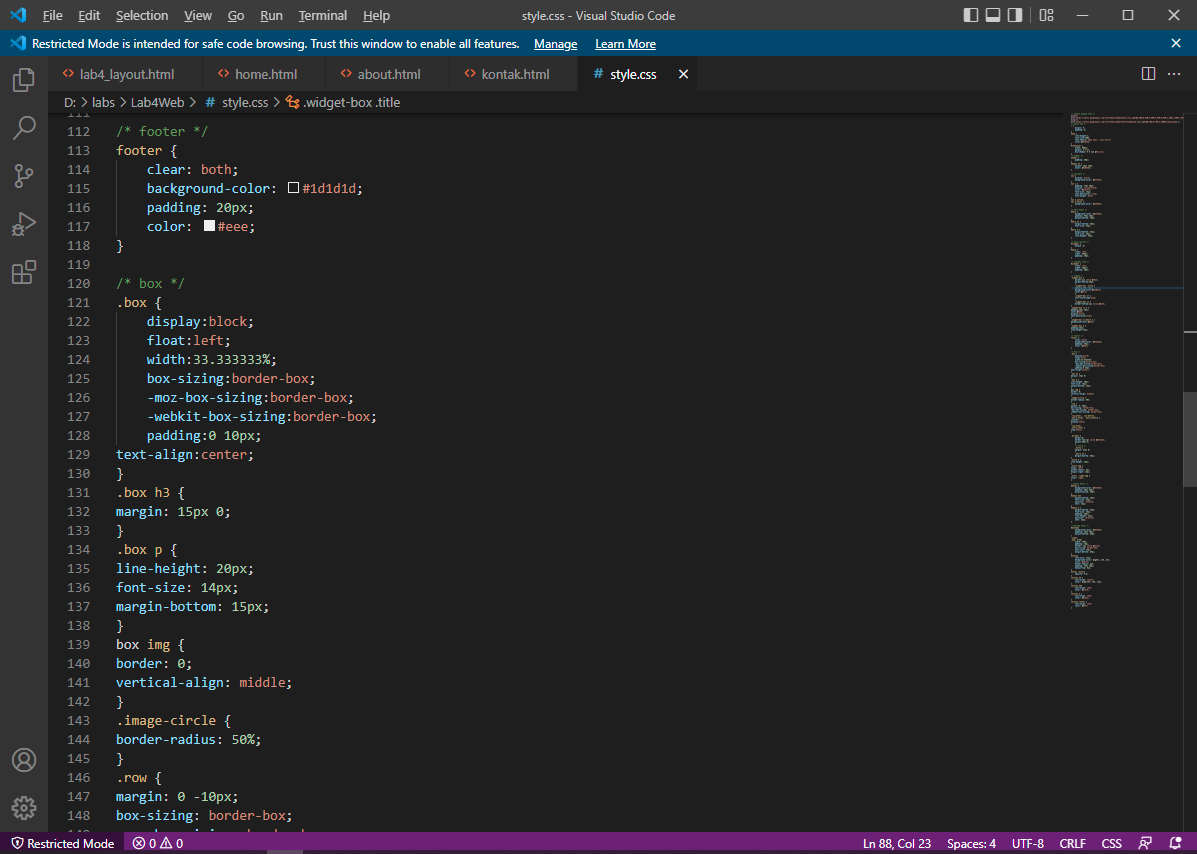 File Edit Selection View Go Run Terminal Help style.css - Visual Studio Code
Restricted Mode is intended for safe code browsing. Trust this window to enable all features. Manage Learn More
lab4_layout.html home.html about.html kontak.html # style.css
D: > labs > Lab4Web > # style.css > .widget-box .title
111
112 /* footer */
113 footer {
114     clear: both;
115     background-color: #1d1d1d;
116     padding: 20px;
117     color: #eee;
118 }
119
120 /* box */
121 .box {
122     display:block;
123     float:left;
124     width:33.333333%;
125     box-sizing:border-box;
126     -moz-box-sizing:border-box;
127     -webkit-box-sizing:border-box;
128     padding:0 10px;
129 text-align:center;
130 }
131 .box h3 {
132 margin: 15px 0;
133 }
134 .box p {
135 line-height: 20px;
136 font-size: 14px;
137 margin-bottom: 15px;
138 }
139 box img {
140 border: 0;
141 vertical-align: middle;
142 }
143 .image-circle {
144 border-radius: 50%;
145 }
146 .row {
147 margin: 0 -10px;
148 box-sizing: border-box;
Restricted Mode 0 0 Ln 88, Col 23 Spaces: 4 UTF-8 CRLF CSS